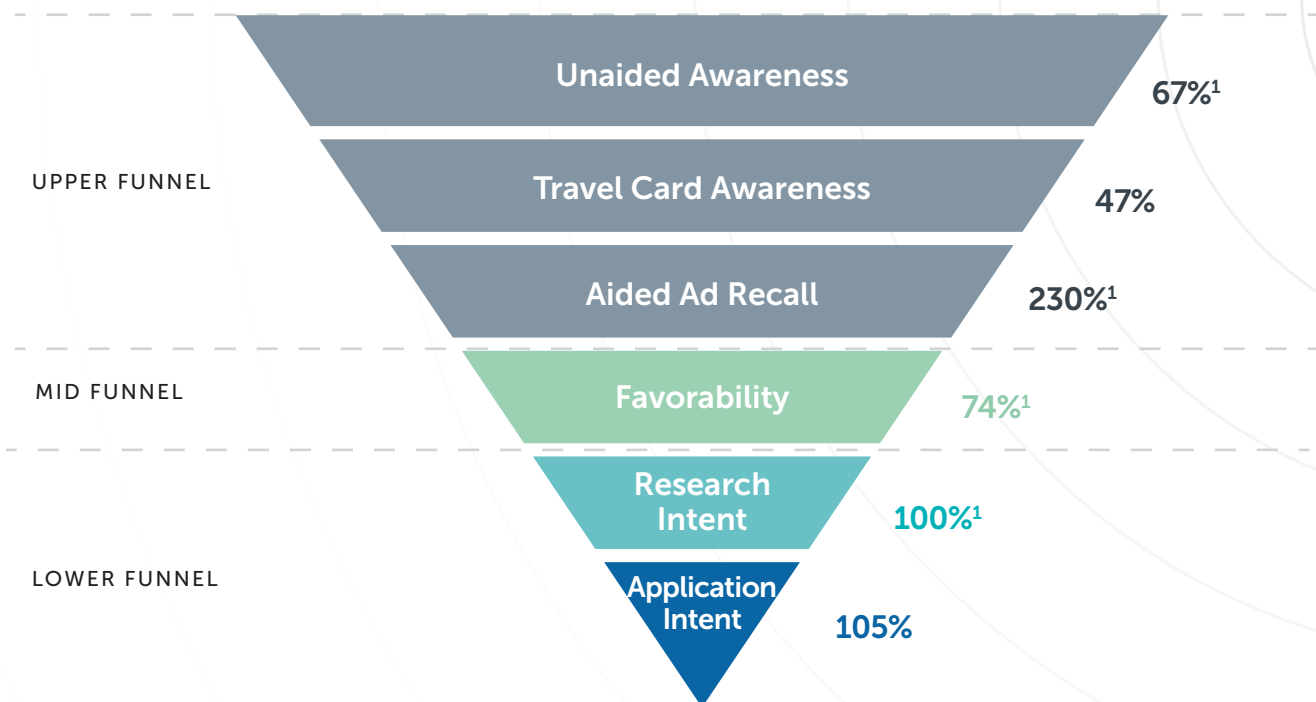 Unaided Awareness
67%¹
UPPER FUNNEL
Travel Card Awareness
47%
Aided Ad Recall
230%¹
MID FUNNEL
Favorability
74%¹
Research
Intent
100%¹
LOWER FUNNEL
Application
Intent
105%